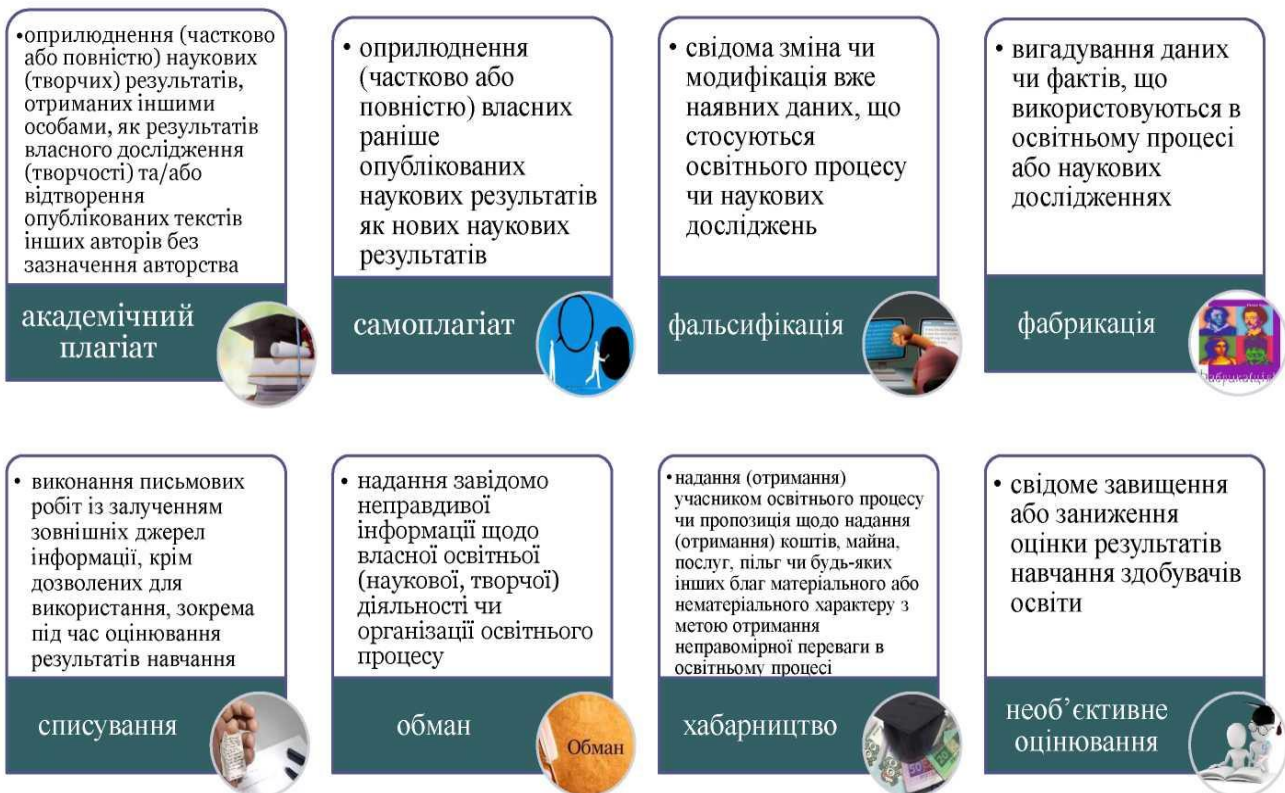 •оприлюднення (частково
або повністю) наукових
(творчих) результатів,
отриманих іншими
особами, як результатів
власного дослідження
(творчості) та/або
відтворення
опублікованих текстів
інших авторів без
зазначення авторства
академічний
плагіат
• оприлюднення
(частково або
повністю) власних
раніше
опублікованих
наукових результатів
як нових наукових
результатів
самоплагіат
• свідома зміна чи
модифікація вже
наявних даних, що
стосуються
освітнього процесу
чи наукових
досліджень
фальсифікація
• вигадування даних
чи фактів, що
використовуються в
освітньому процесі
або наукових
дослідженнях
фабрикація
• виконання письмових
робіт із залученням
зовнішніх джерел
інформації, крім
дозволених для
використання, зокрема
під час оцінювання
результатів навчання
списування
• надання завідомо
неправдивої
інформації щодо
власної освітньої
(наукової, творчої)
діяльності чи
організації освітнього
процесу
обман
Обман
•надання (отримання)
учасником освітнього процесу
чи пропозиція щодо надання
(отримання) коштів, майна,
послуг, пільг чи будь-яких
інших благ матеріального або
нематеріального характеру з
метою отримання
неправомірної переваги в
освітньому процесі
хабарництво
• свідоме завищення
або заниження
оцінки результатів
навчання здобувачів
освіти
необ’єктивне
оцінювання